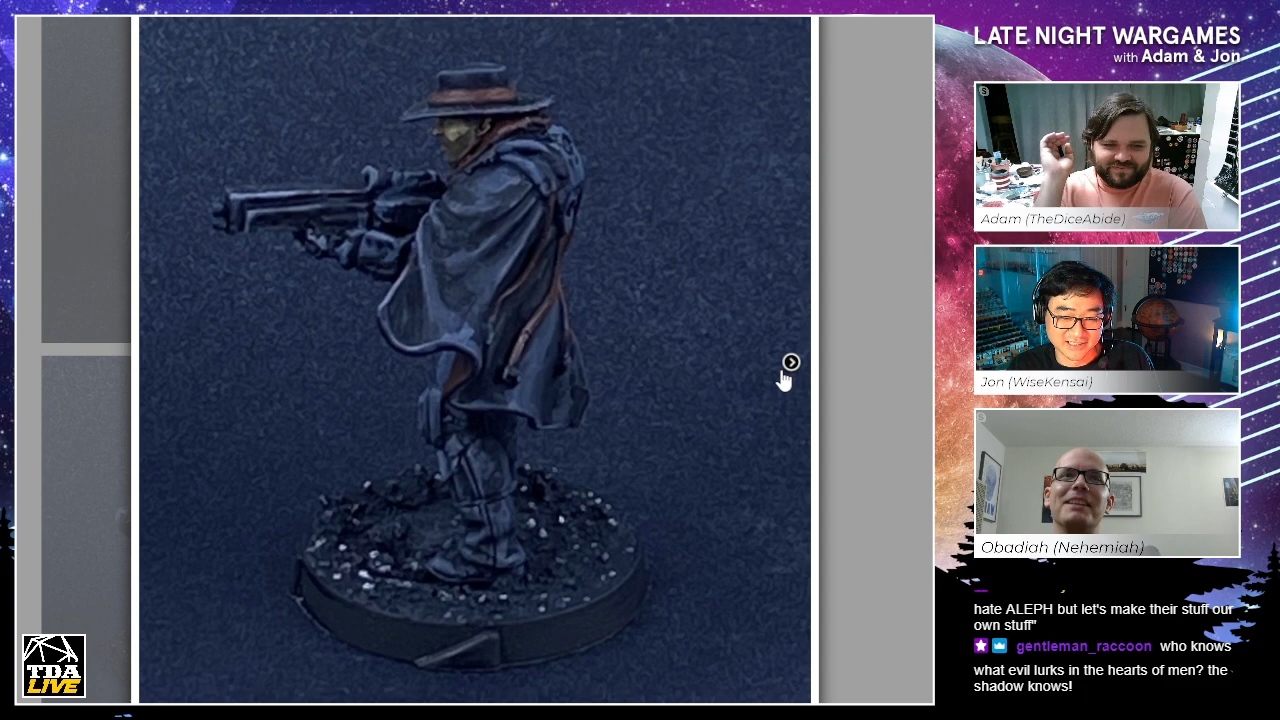 LATE NIGHT WARGAMES
with Adam & Jon
Adam (TheDiceAbide)
Jon (WiseKensai)
Obadiah (Nehemiah)
hate ALEPH but let's make their stuff our
own stuff"
gentleman_raccoon who knows
what evil lurks in the hearts of men? the
shadow knows!
TDA
LIVE